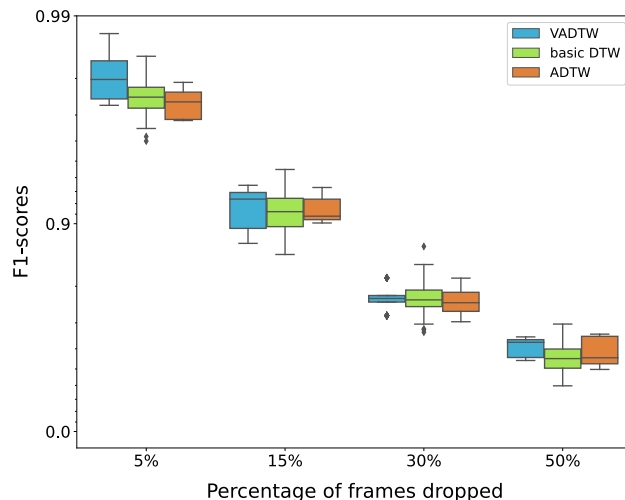 0.99
0.9
0.0
F1-scores
VADTW
basic DTW
ADTW
5%
15%
30%
50%
Percentage of frames dropped